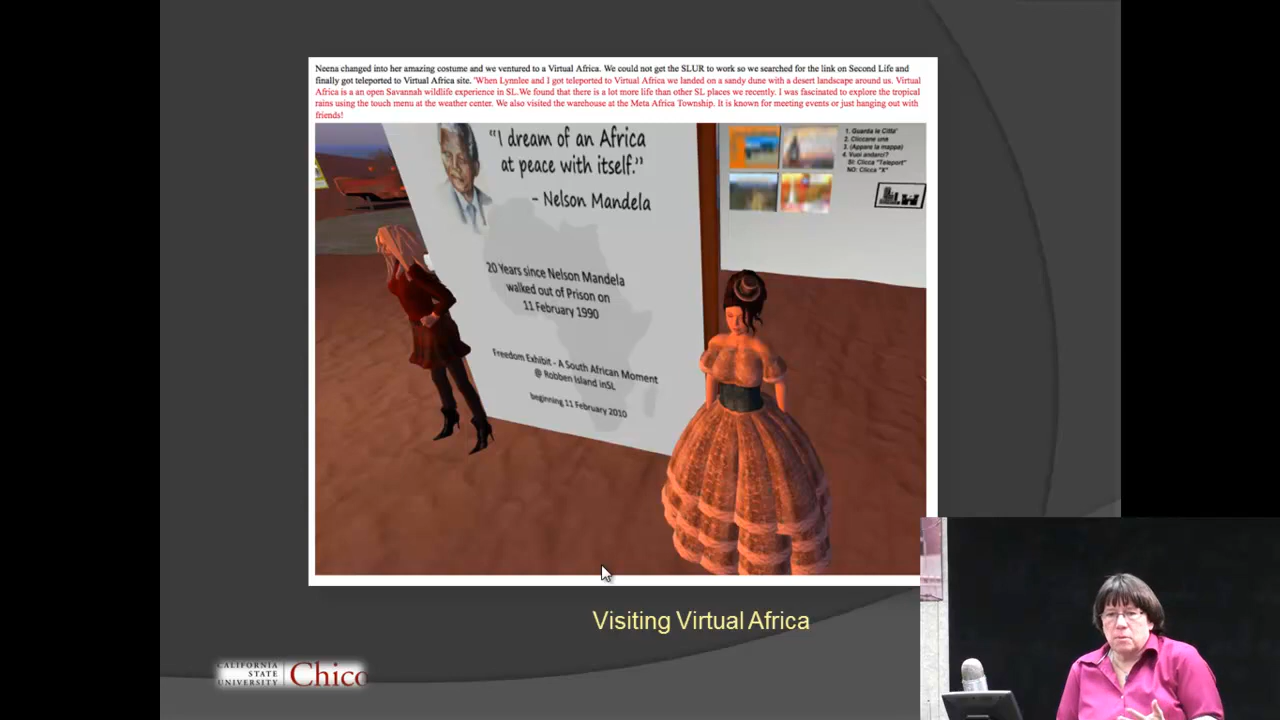 Neena changed into her amazing costume and we ventured to a Virtual Africa. We could not get the SLUR to work so we searched for the link on Second Life and
finally got teleported to Virtual Africa site. "When Lynnlee and I got teleported to Virtual Africa we landed on a sandy dune with a desert landscape around us. Virtual
Africa is a an open Savannah wildlife experience in SL.We found that there is a lot more life than other SL places we recently. I was fascinated to explore the tropical
rains using the touch menu at the weather center. We also visited the warehouse at the Meta Africa Township. It is known for meeting events or just hanging out with
friends!
"I dream of an Africa
at peace with itself."
- Nelson Mandela
20 Years since Nelson Mandela
walked out of Prison on
11 February 1990
Freedom Exhibit - A South African Moment
@ Robben Island inSL
beginning 11 February 2010
1. Guarda le Citta'
2. Cliccane una
3. (Appare la mappa)
4. Vuoi andarci?
SI: Clicca "Teleport"
NO: Clicca "X"
Visiting Virtual Africa
CALIFORNIA
STATE
UNIVERSITY
Chico